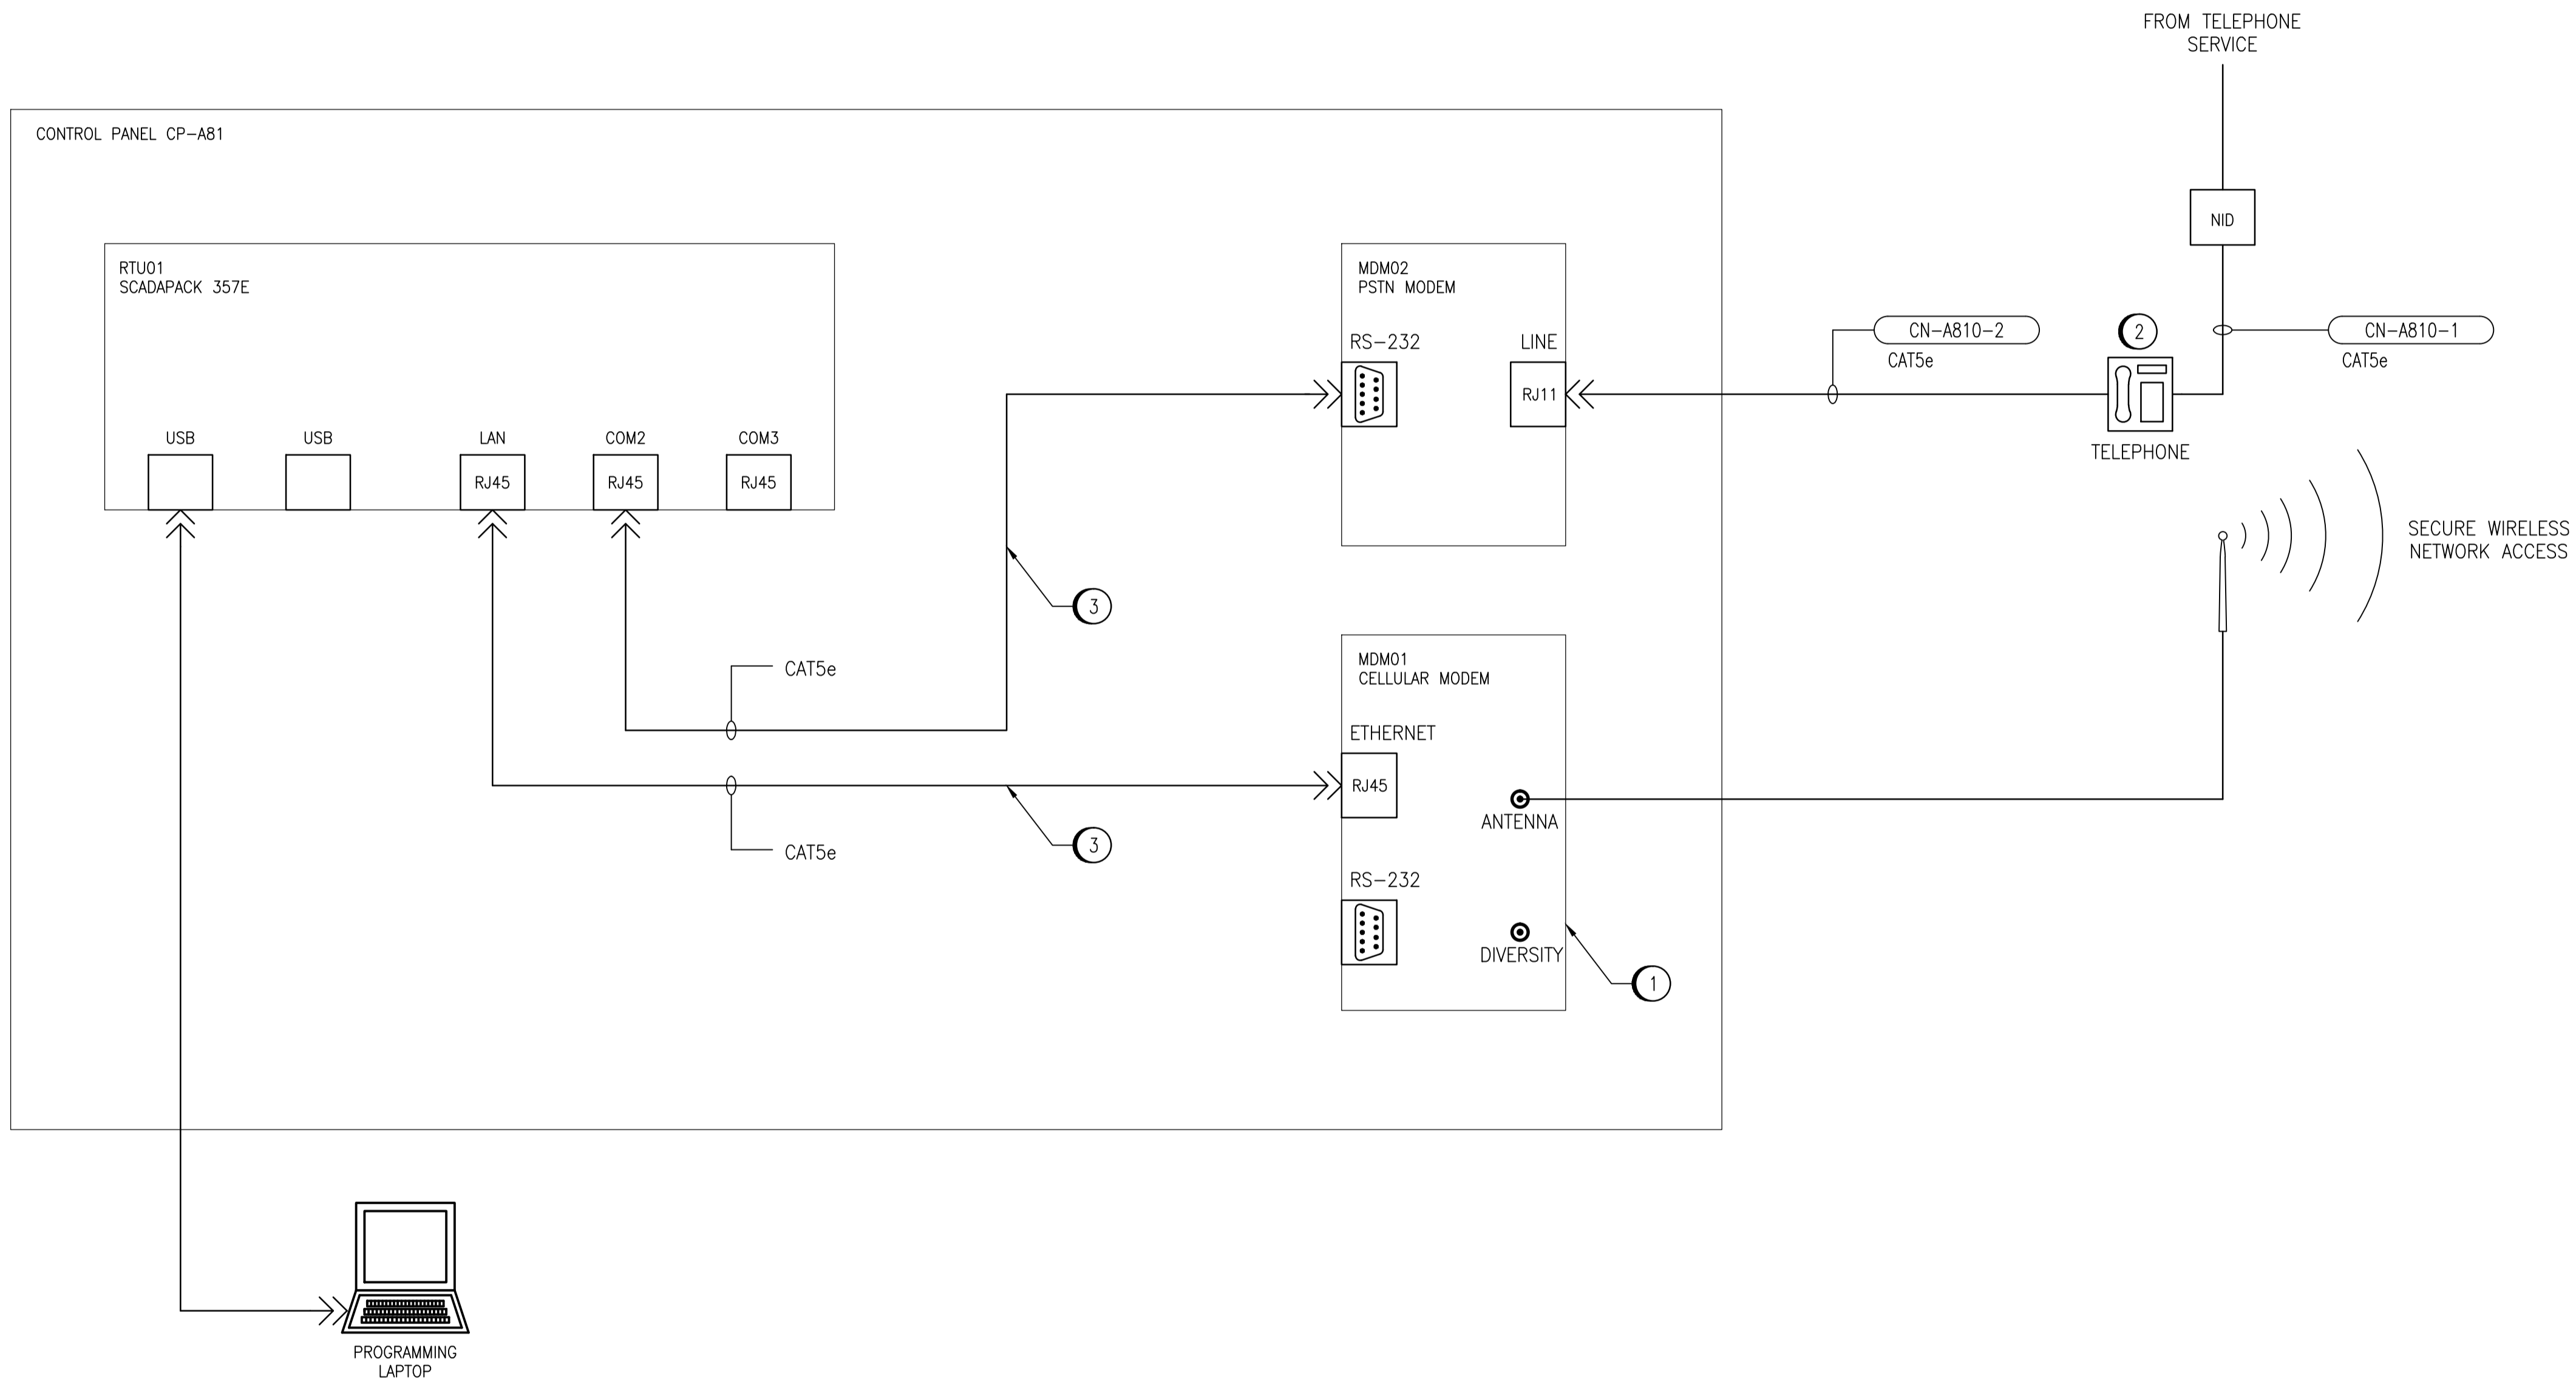 FROM TELEPHONE
SERVICE
CONTROL PANEL CP-A81
NID
RTU01
SCADAPACK 357E
MDM02
PSTN MODEM
RS-232
LINE
RJ11
CN-A810-2
CAT5e
2
CN-A810-1
CAT5e
TELEPHONE
USB
USB
LAN
COM2
COM3
RJ45
RJ45
RJ45
SECURE WIRELESS
NETWORK ACCESS
3
CAT5e
MDM01
CELLULAR MODEM
ETHERNET
RJ45
ANTENNA
3
CAT5e
RS-232
DIVERSITY
1
PROGRAMMING
LAPTOP